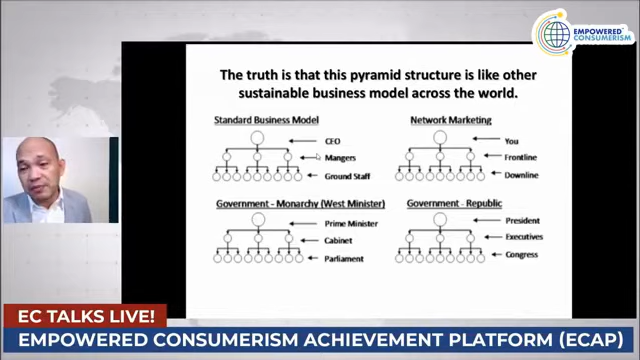 EMPOWERED
CONSUMERISM
The truth is that this pyramid structure is like other
sustainable business model across the world.
Standard Business Model
CEO
Mangers
Ground Staff
Network Marketing
You
Frontline
Downline
Government - Monarchy (West Minister)
Prime Minister
Cabinet
Parliament
Government - Republic
President
Executives
Congress
EC TALKS LIVE!
EMPOWERED CONSUMERISM ACHIEVEMENT PLATFORM (ECAP)